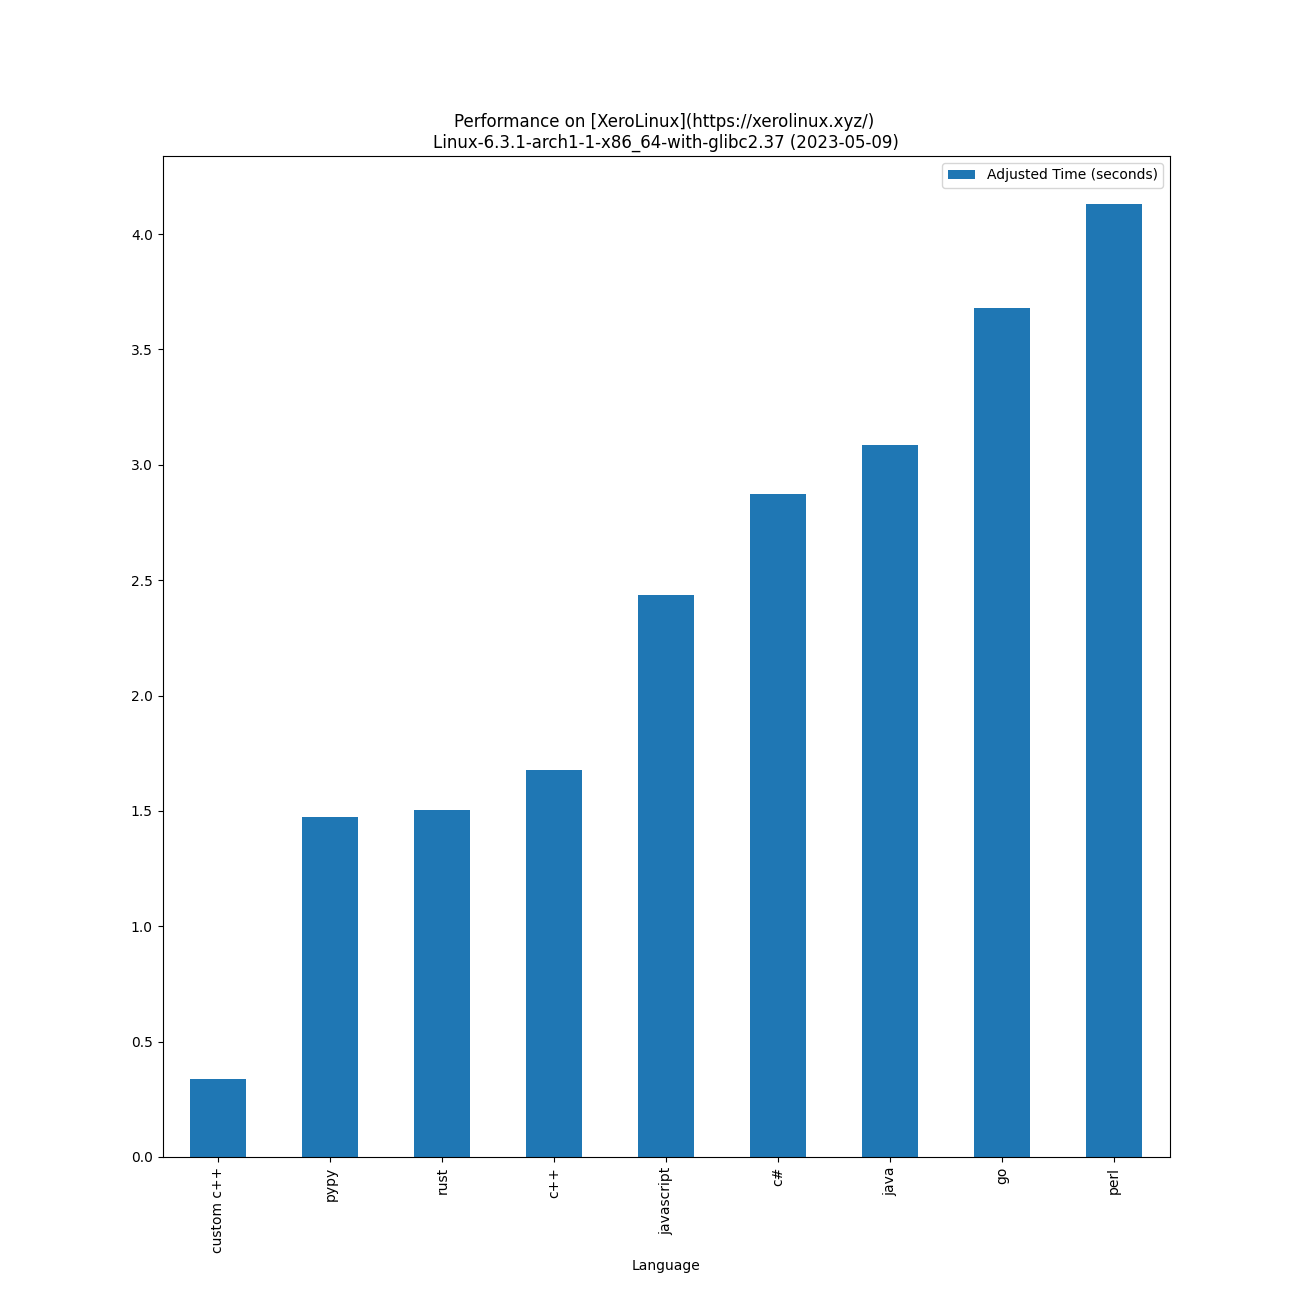 Performance on [XeroLinux](https://xerolinux.xyz/)
Linux-6.3.1-arch1-1-x86_64-with-glibc2.37 (2023-05-09)
Adjusted Time (seconds)
4.0
3.5
3.0
2.5
2.0
1.5
1.0
0.5
0.0
custom c++
pypy
rust
c++
javascript
c#
java
go
perl
Language